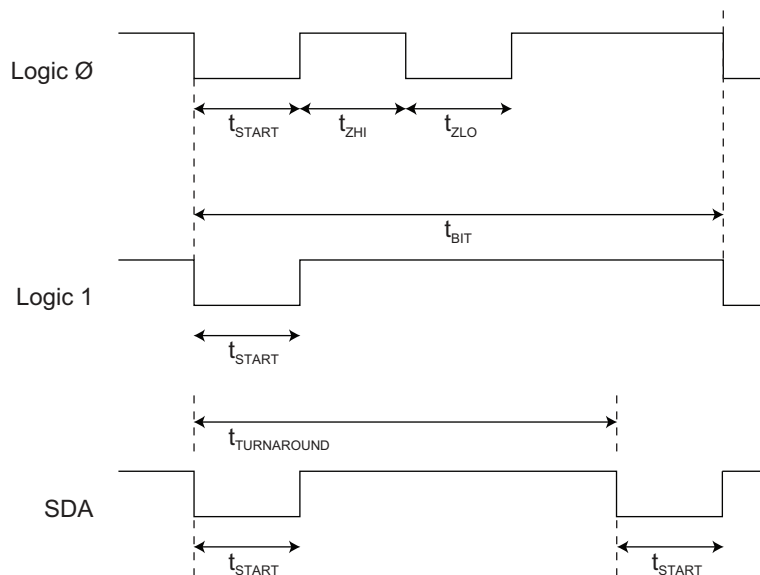 Logic Ø
tSTART
tZHI
tZLO
tBIT
Logic 1
tSTART
tTURNAROUND
SDA
tSTART
tSTART